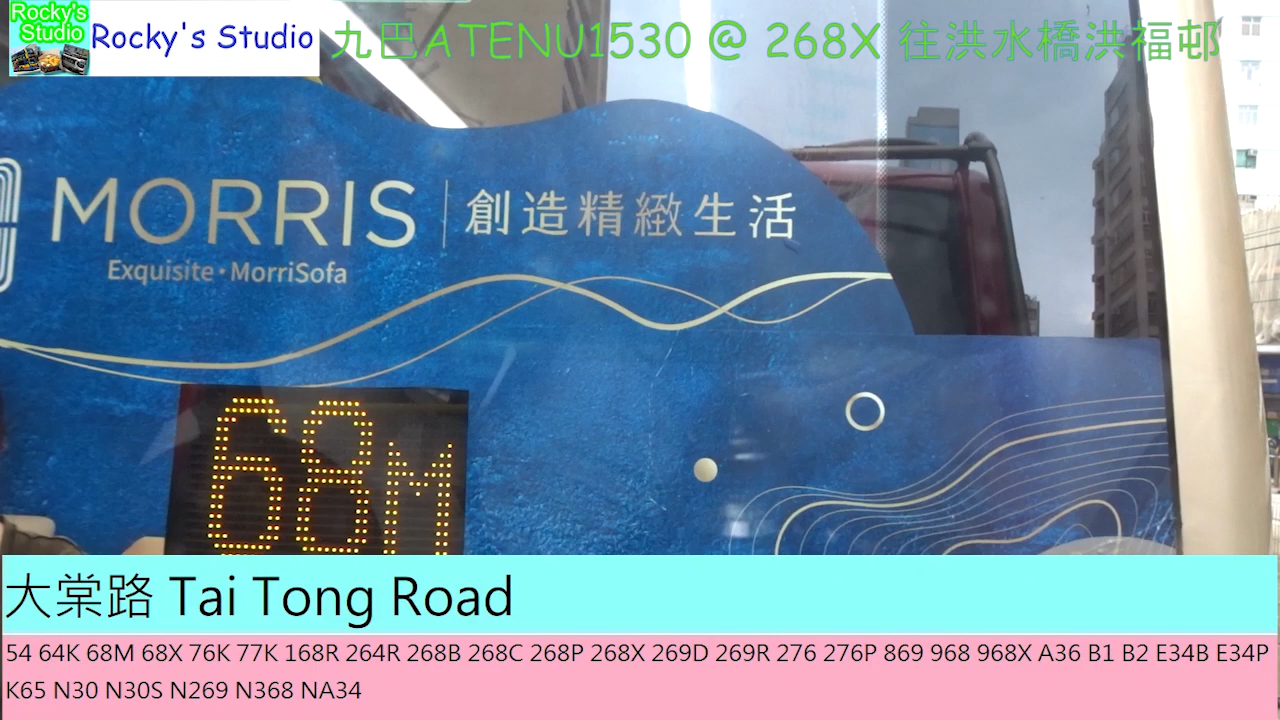 Rocky's
Studio
Rocky's Studio
九巴ATENU1530 @ 268X 往洪水橋洪福邨
MORRIS 創造精緻生活
Exquisite・MorriSofa
68M
大棠路 Tai Tong Road
54 64K 68M 68X 76K 77K 168R 264R 268B 268C 268P 268X 269D 269R 276 276P 869 968 968X A36 B1 B2 E34B E34P
K65 N30 N30S N269 N368 NA34